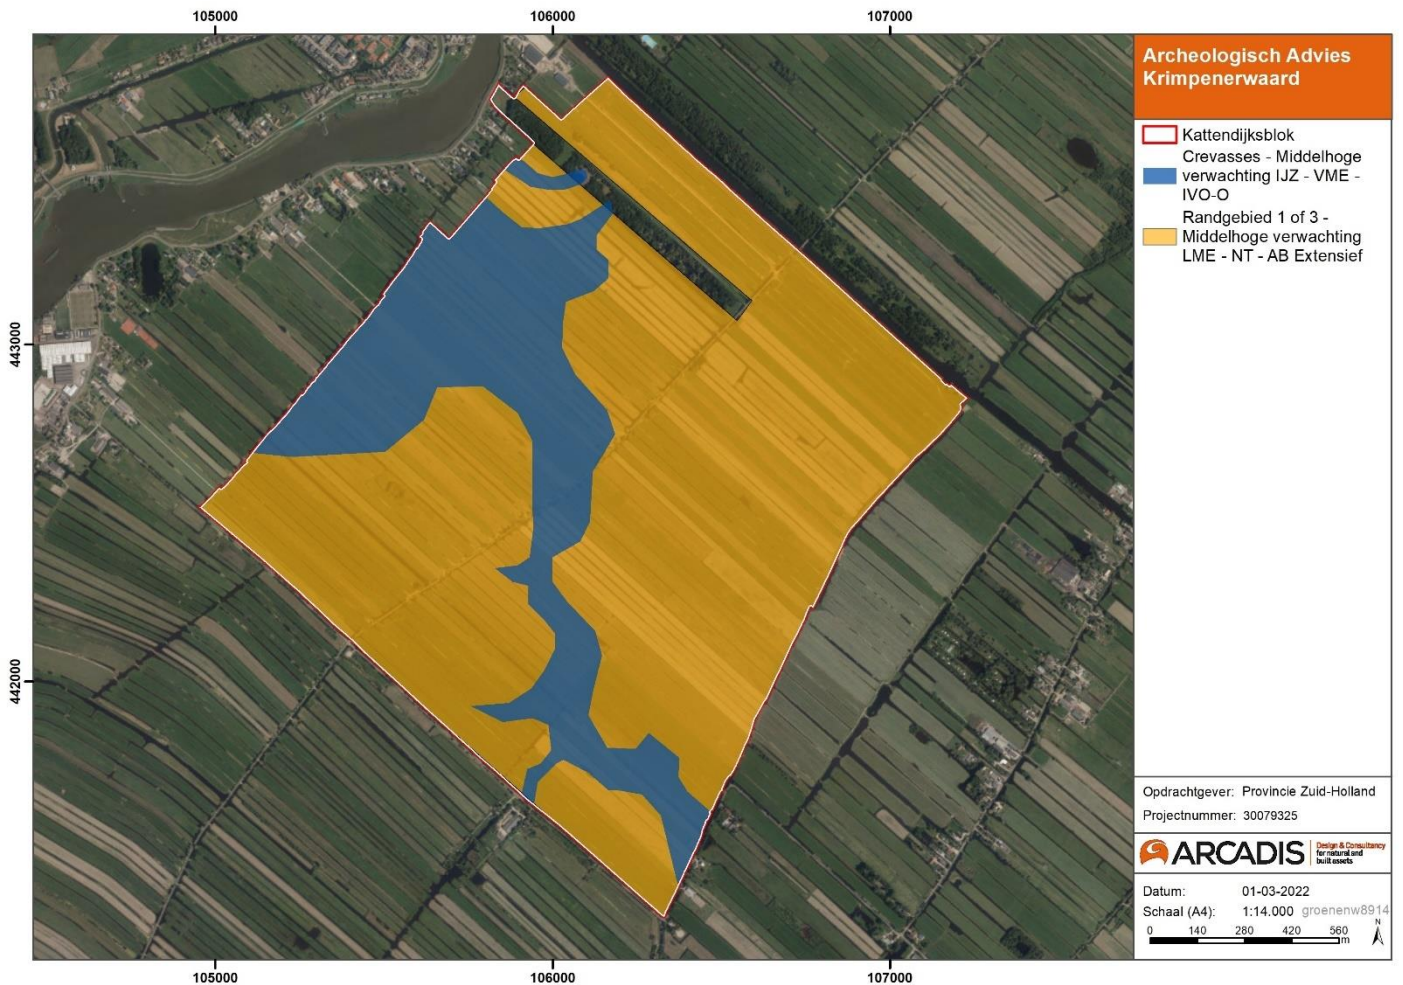 105000
106000
107000
443000
442000
105000
106000
107000
Archeologisch Advies
Krimpenerwaard
Kattendijksblok
Crevasses - Middelhoge
verwachting IJZ - VME -
IVO-O
Randgebied 1 of 3 -
Middelhoge verwachting
LME - NT - AB Extensief
Opdrachtgever: Provincie Zuid-Holland
Projectnummer: 30079325
ARCADIS
Design & Consultancy
for natural and
built assets
Datum: 01-03-2022
Schaal (A4): 1:14.000 groenenw8914
N
0 140 280 420 560
m